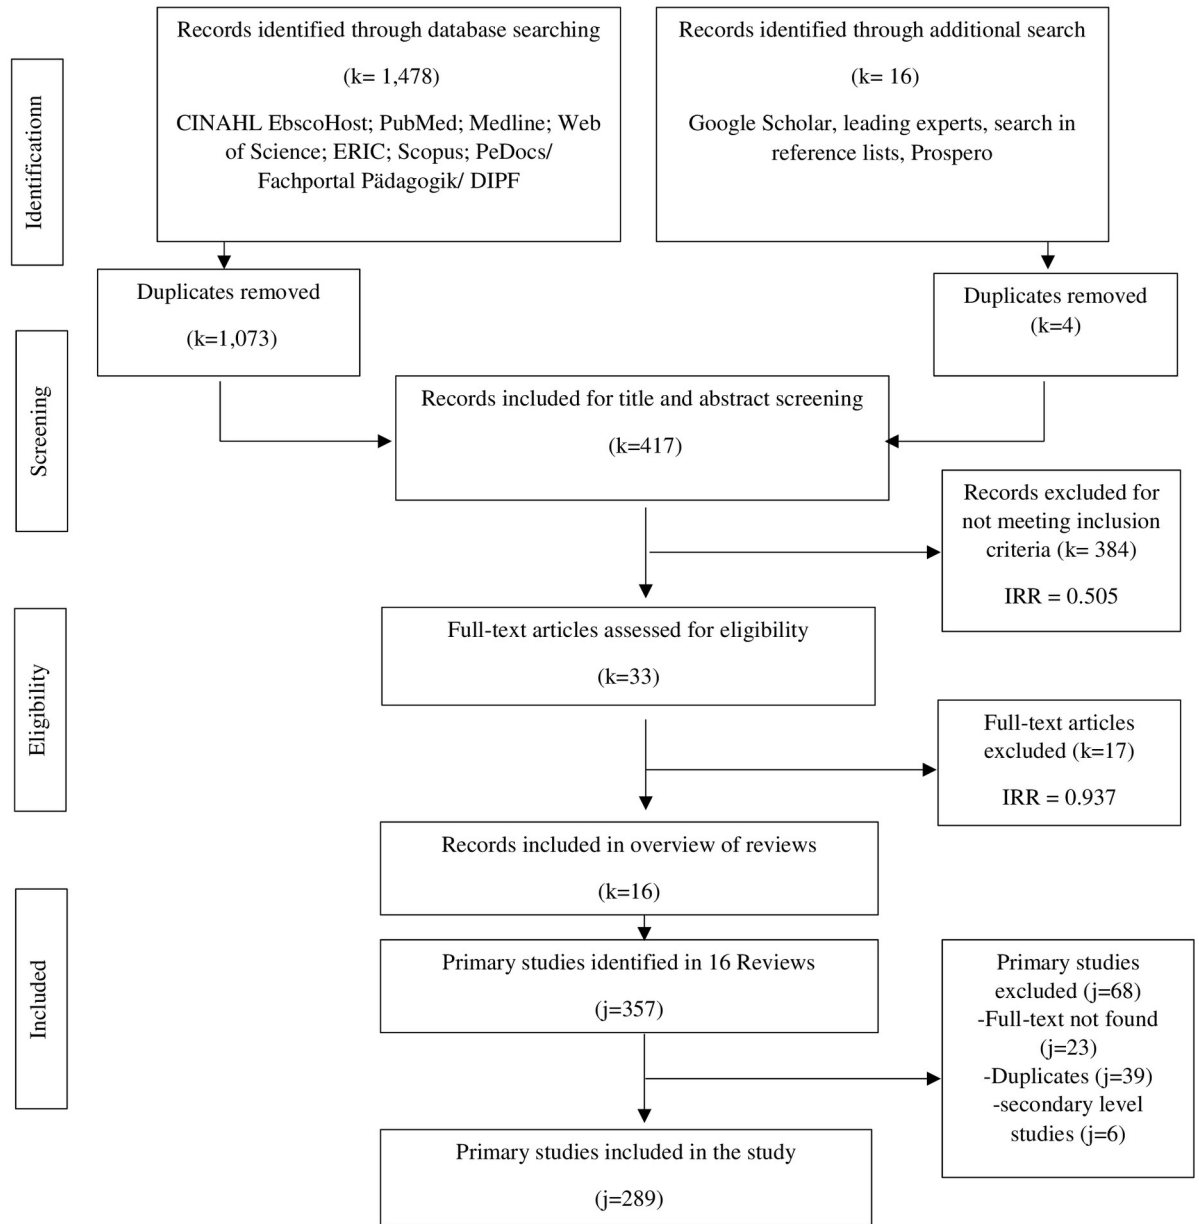 Identificationn
Records identified through database searching
(k= 1,478)
CINAHL EbscoHost; PubMed; Medline; Web
of Science; ERIC; Scopus; PeDocs/
Fachportal Pädagogik/ DIPF
Records identified through additional search
(k= 16)
Google Scholar, leading experts, search in
reference lists, Prospero
Duplicates removed
(k=1,073)
Duplicates removed
(k=4)
Screening
Records included for title and abstract screening
(k=417)
Records excluded for
not meeting inclusion
criteria (k= 384)
IRR = 0.505
Eligibility
Full-text articles assessed for eligibility
(k=33)
Full-text articles
excluded (k=17)
IRR = 0.937
Included
Records included in overview of reviews
(k=16)
Primary studies identified in 16 Reviews
(j=357)
Primary studies
excluded (j=68)
-Full-text not found
(j=23)
-Duplicates (j=39)
-secondary level
studies (j=6)
Primary studies included in the study
(j=289)